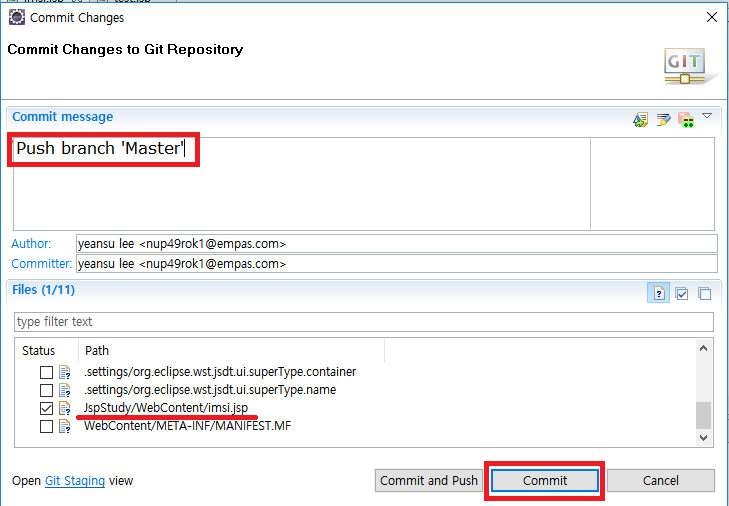 Commit Changes
Commit Changes to Git Repository
GIT
Commit message
Push branch 'Master'
Author: yeansu lee <nup49rok1@empas.com>
Committer: yeansu lee <nup49rok1@empas.com>
Files (1/11)
type filter text
Status Path
.settings/org.eclipse.wst.jsdt.ui.superType.container
.settings/org.eclipse.wst.jsdt.ui.superType.name
JspStudy/WebContent/imsi.jsp
WebContent/META-INF/MANIFEST.MF
Open Git Staging view Commit and Push Commit Cancel